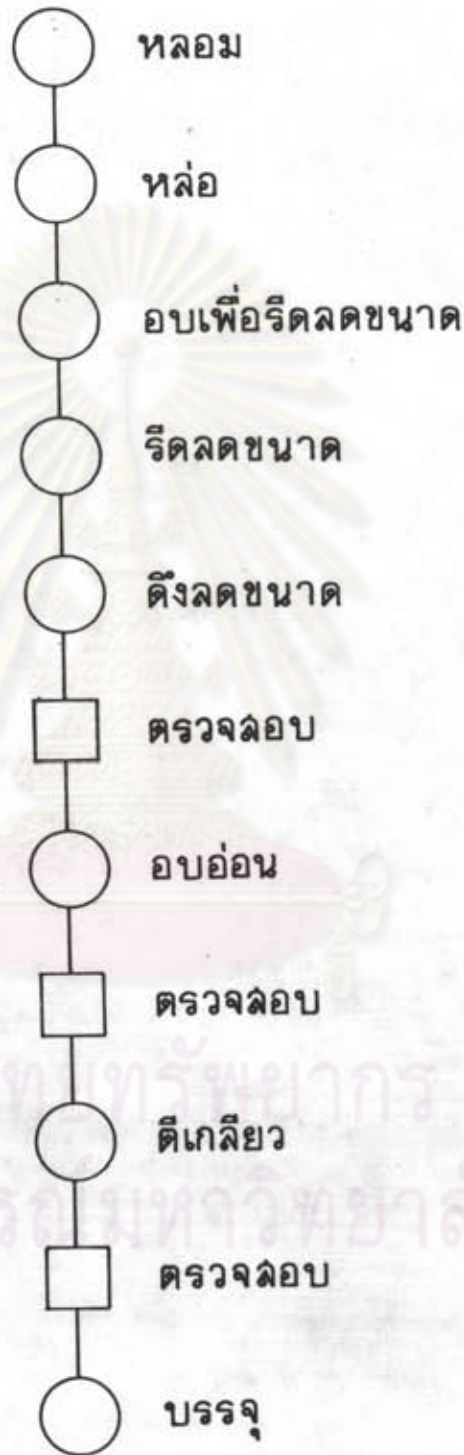 หลอม
หล่อ
อบเพื่อรีดลดขนาด
รีดลดขนาด
ดึงลดขนาด
ตรวจสอบ
อบอ่อน
ตรวจสอบ
ตีเกลียว
ตรวจสอบ
บรรจุ